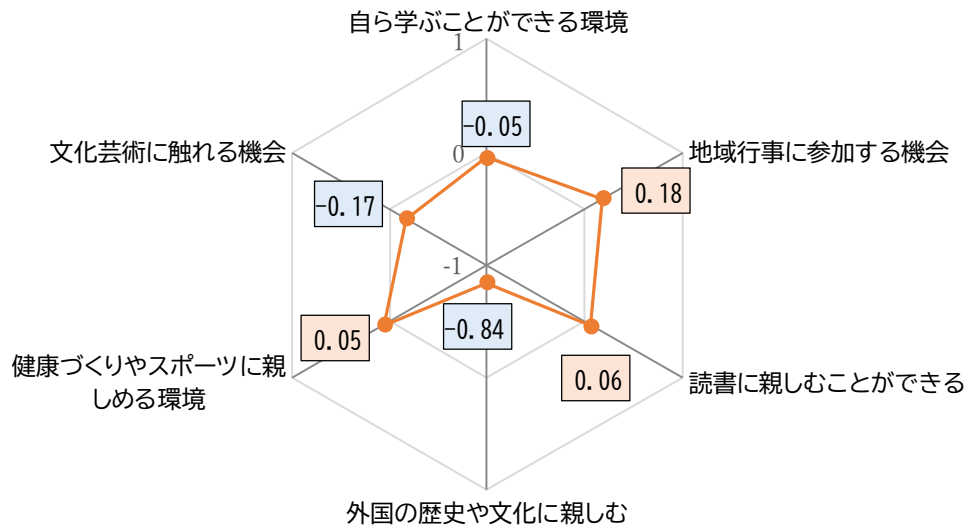 自ら学ぶことができる環境
1
-0.05
0
文化芸術に触れる機会
地域行事に参加する機会
-0.17
0.18
-1
0.05
-0.84
0.06
健康づくりやスポーツに親
しめる環境
読書に親しむことができる
外国の歴史や文化に親しむ